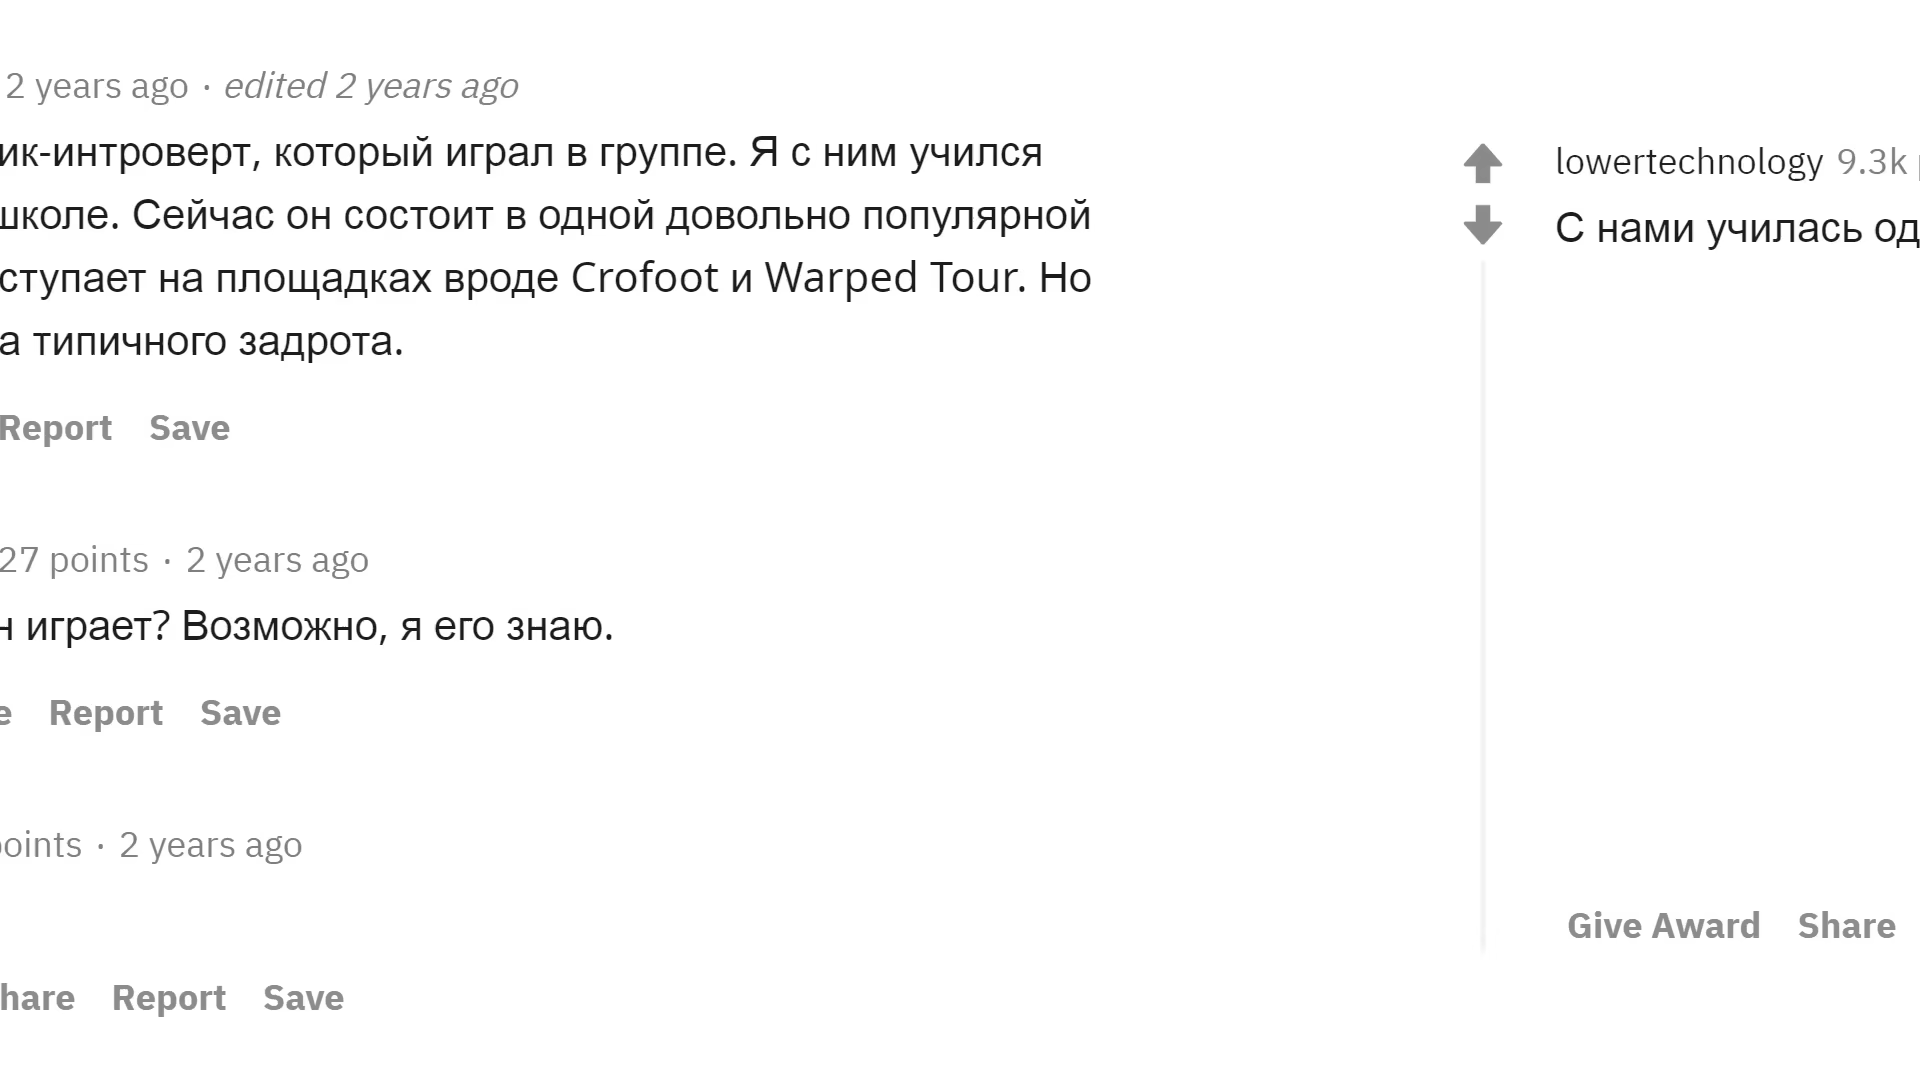 2 years ago · edited 2 years ago
ик-интроверт, который играл в группе. Я с ним учился
школе. Сейчас он состоит в одной довольно популярной
ступает на площадках вроде Crofoot и Warped Tour. Но
а типичного задрота.
Report Save
27 points · 2 years ago
н играет? Возможно, я его знаю.
e Report Save
points · 2 years ago
hare Report Save
lowertechnology 9.3k p
С нами училась од
Give Award Share